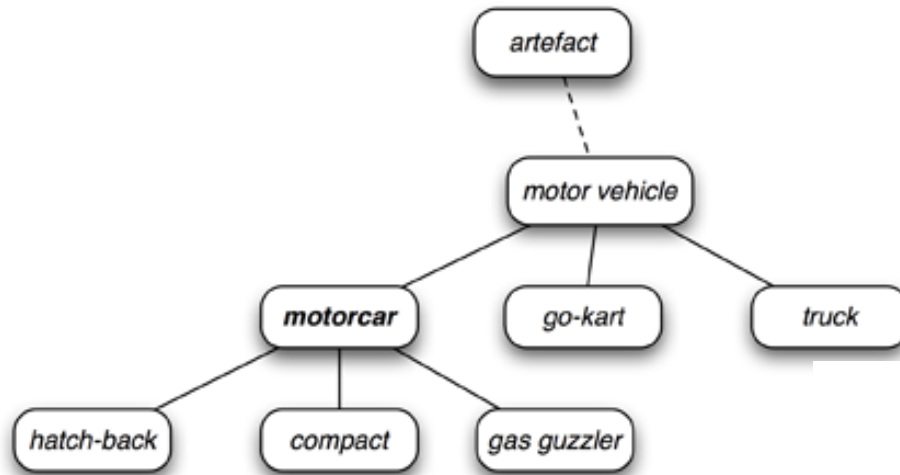 artefact
motor vehicle
motorcar
go-kart
truck
hatch-back
compact
gas guzzler